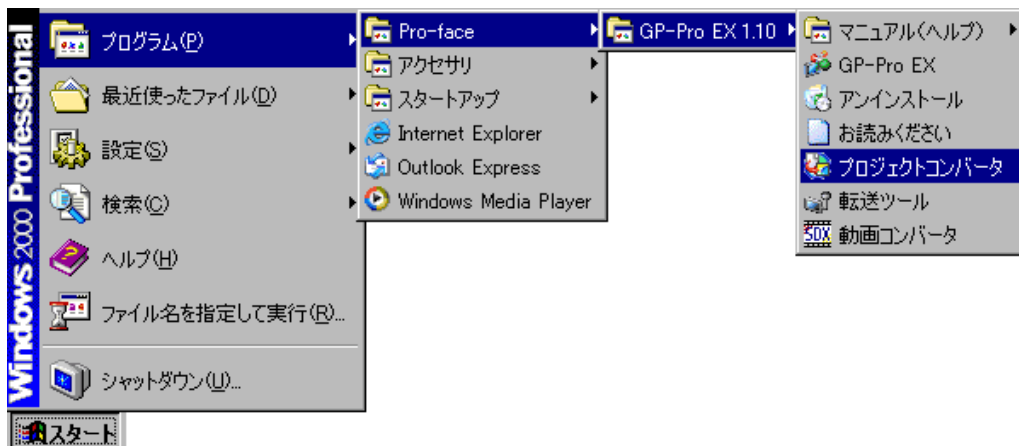 Windows 2000 Professional
プログラム(P)
最近使ったファイル(D)
設定(S)
検索(C)
ヘルプ(H)
ファイル名を指定して実行(R)...
シャットダウン(U)...
スタート
Pro-face
アクセサリ
スタートアップ
Internet Explorer
Outlook Express
Windows Media Player
GP-Pro EX 1.10
マニュアル(ヘルプ)
GP-Pro EX
アンインストール
お読みください
プロジェクトコンバータ
転送ツール
SDX 動画コンバータ